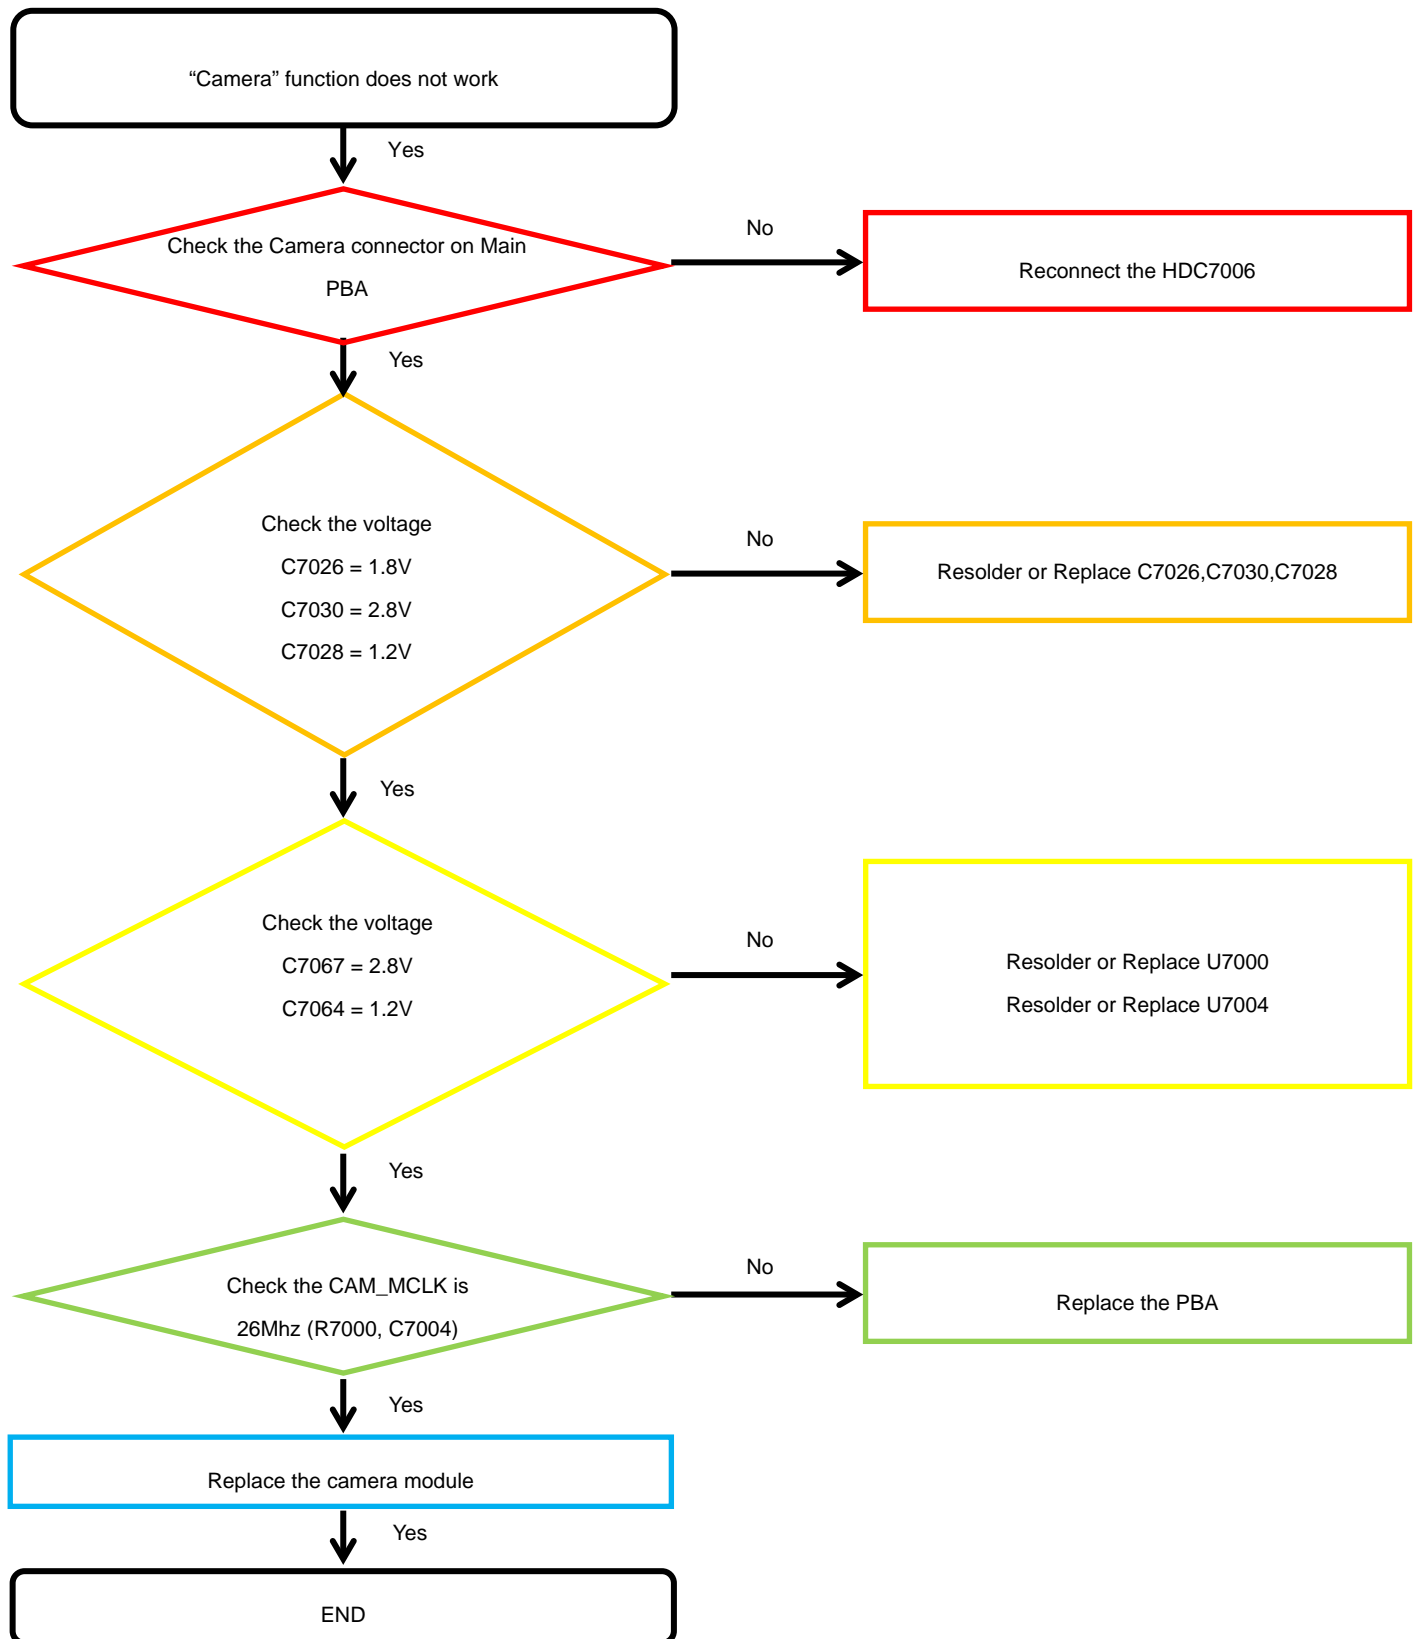 “Camera” function does not work
Yes
Check the Camera connector on Main
PBA
No
Reconnect the HDC7006
Yes
Check the voltage
C7026 = 1.8V
C7030 = 2.8V
C7028 = 1.2V
No
Resolder or Replace C7026,C7030,C7028
Yes
Check the voltage
C7067 = 2.8V
C7064 = 1.2V
No
Resolder or Replace U7000
Resolder or Replace U7004
Yes
Check the CAM_MCLK is
26Mhz (R7000, C7004)
No
Replace the PBA
Yes
Replace the camera module
Yes
END